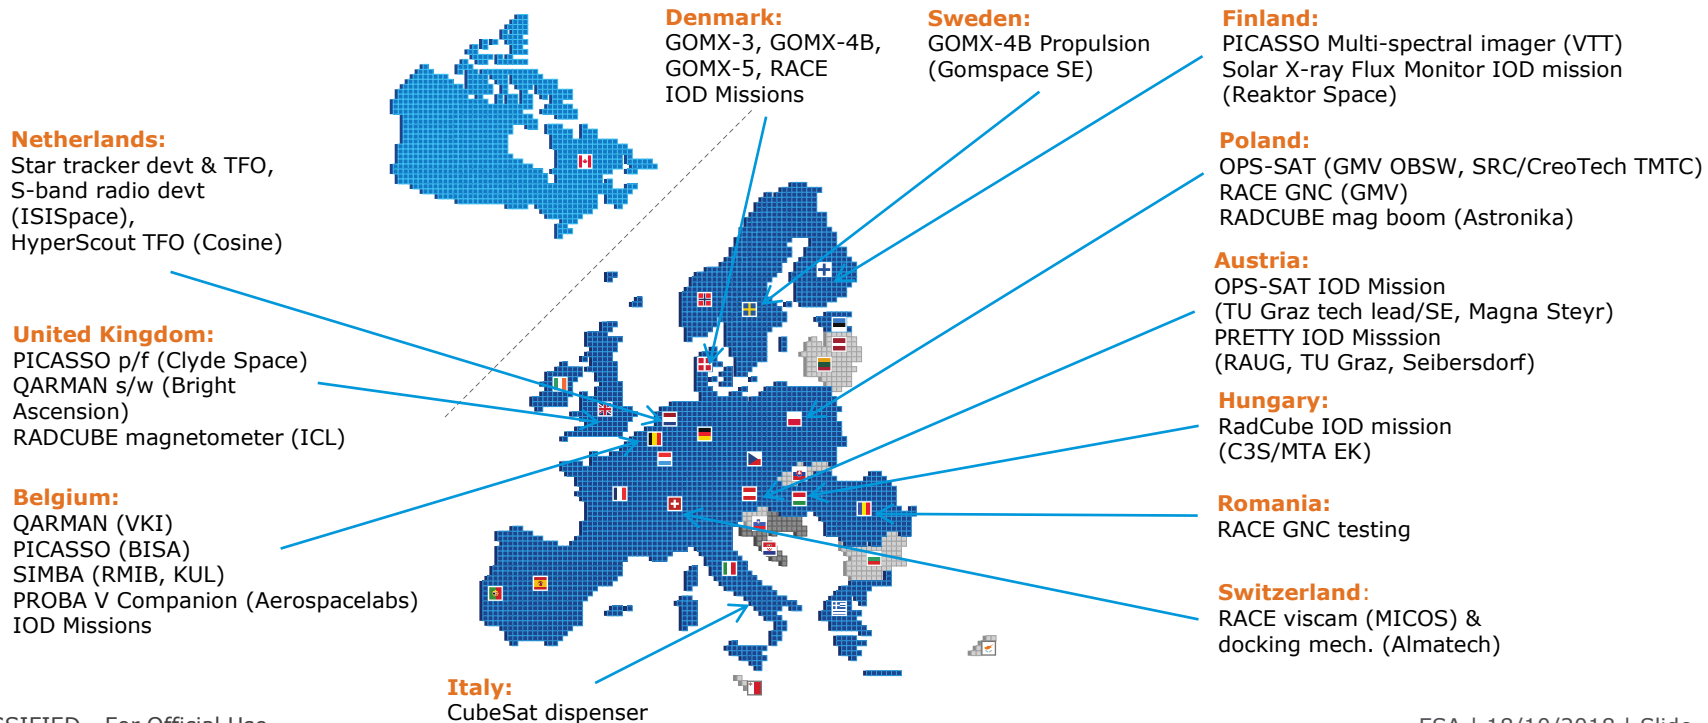 Denmark:
GOMX-3, GOMX-4B,
GOMX-5, RACE
IOD Missions
Sweden:
GOMX-4B Propulsion
(Gomspace SE)
Finland:
PICASSO Multi-spectral imager (VTT)
Solar X-ray Flux Monitor IOD mission
(Reaktor Space)
Netherlands:
Star tracker devt & TFO,
S-band radio devt
(ISISpace),
HyperScout TFO (Cosine)
Poland:
OPS-SAT (GMV OBSW, SRC/CreoTech TMTC)
RACE GNC (GMV)
RADCUBE mag boom (Astronika)
Austria:
OPS-SAT IOD Mission
(TU Graz tech lead/SE, Magna Steyr)
PRETTY IOD Misssion
(RAUG, TU Graz, Seibersdorf)
United Kingdom:
PICASSO p/f (Clyde Space)
QARMAN s/w (Bright
Ascension)
RADCUBE magnetometer (ICL)
Hungary:
RadCube IOD mission
(C3S/MTA EK)
Belgium:
QARMAN (VKI)
PICASSO (BISA)
SIMBA (RMIB, KUL)
PROBA V Companion (Aerospacelabs)
IOD Missions
Romania:
RACE GNC testing
Switzerland:
RACE viscam (MICOS) &
docking mech. (Almatech)
Italy:
CubeSat dispenser